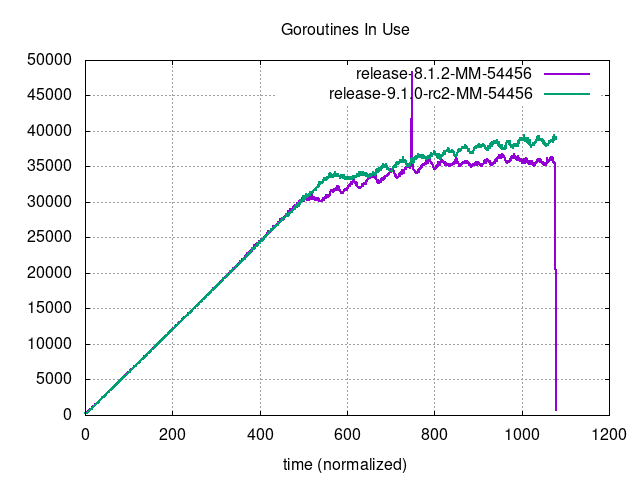 Goroutines In Use
50000
45000
40000
35000
30000
25000
20000
15000
10000
5000
0
release-8.1.2-MM-54456
release-9.1.0-rc2-MM-54456
0 200 400 600 800 1000 1200
time (normalized)